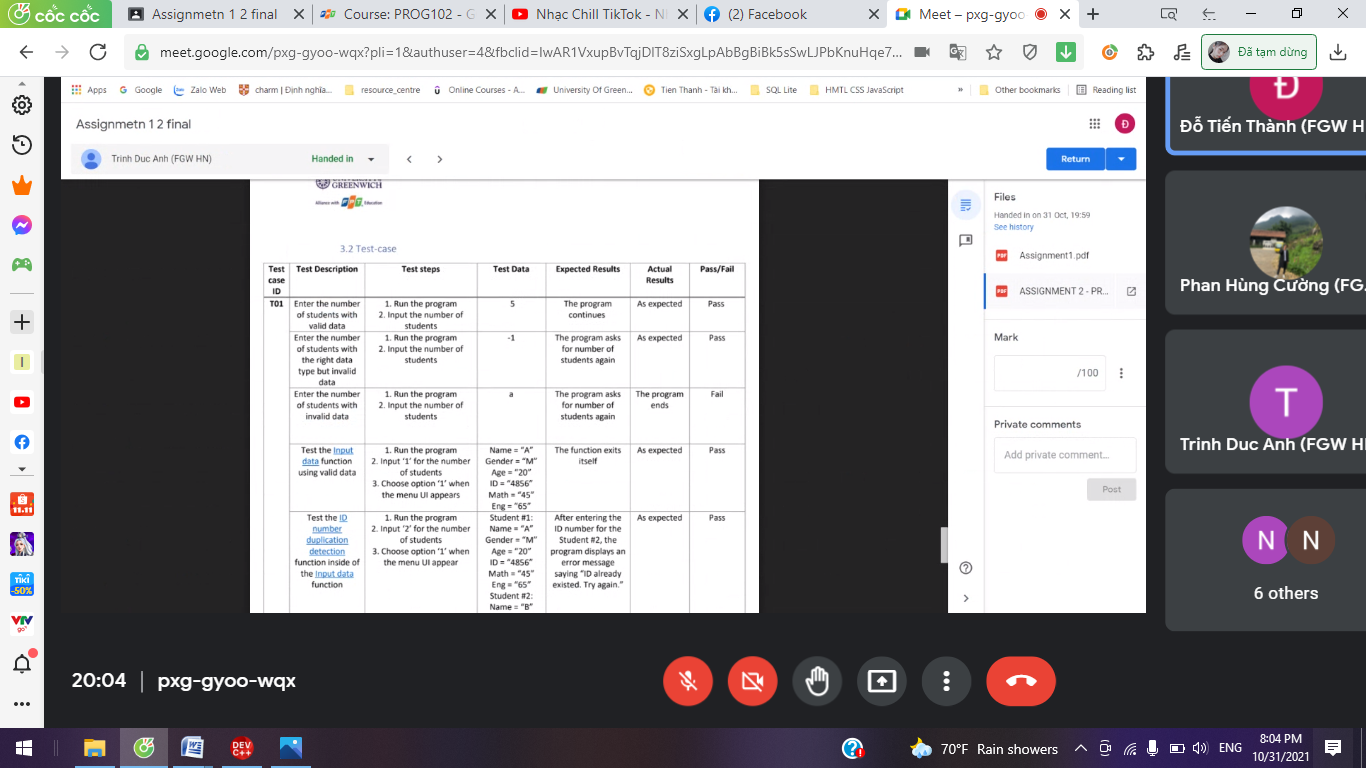 cốc cốc
Assignmetn 1 2 final
Course: PROG102 - G
Nhạc Chill TikTok - N
(2) Facebook
Meet – pxg-gyoo
meet.google.com/pxg-gyoo-wqx?pli=1&authuser=4&fbclid=IwAR1VxupBvTqjDIT8ziSxgLpAbBgBiBk5sSwLJPbKnuHqe7...
Đã tạm dừng
Apps
Google
Zalo Web
charm | Định nghĩa...
resource_centre
Online Courses - A...
University Of Green...
Tien Thanh - Tài kh...
SQL Lite
HMTL CSS JavaScript
»
Other bookmarks
Reading list
Assignmetn 1 2 final
Đ
Trinh Duc Anh (FGW HN)
Handed in
Return
GREENWICH
Alliance with FPT Education
3.2 Test-case
Test case ID
Test Description
Test steps
Test Data
Expected Results
Actual Results
Pass/Fail
T01
Enter the number
of students with
valid data
1. Run the program
2. Input the number of
students
5
The program
continues
As expected
Pass
Enter the number
of students with
the right data
type but invalid
data
1. Run the program
2. Input the number of
students
-1
The program asks
for number of
students again
As expected
Pass
Enter the number
of students with
invalid data
1. Run the program
2. Input the number of
students
a
The program asks
for number of
students again
The program
ends
Fail
Test the Input
data function
using valid data
1. Run the program
2. Input '1' for the number
of students
3. Choose option '1' when
the menu UI appears
Name = "A"
Gender = "M"
Age = "20"
ID = "4856"
Math = "45"
Eng = "65"
The function exits
itself
As expected
Pass
Test the ID
number
duplication
detection
function inside of
the Input data
function
1. Run the program
2. Input '2' for the number
of students
3. Choose option '1' when
the menu UI appear
Student #1:
Name = "A"
Gender = "M"
Age = "20"
ID = "4856"
Math = "45"
Eng = "65"
Student #2:
Name = "B"
After entering the
ID number for the
Student #2, the
program displays an
error message
saying "ID already
existed. Try again."
As expected
Pass
Files
Handed in on 31 Oct, 19:59
See history
PDF
Assignment1.pdf
PDF
ASSIGNMENT 2 - PR...
Mark
/100
Private comments
Add private comment...
Post
Đ
Đỗ Tiến Thành (FGW H
Phan Hùng Cường (FG.
T
Trinh Duc Anh (FGW H
N
N
6 others
I
11.11
TIKI
-50%
VTV
go
20:04
pxg-gyoo-wqx
W
DEV
C++
70°F
Rain showers
ENG
8:04 PM
10/31/2021